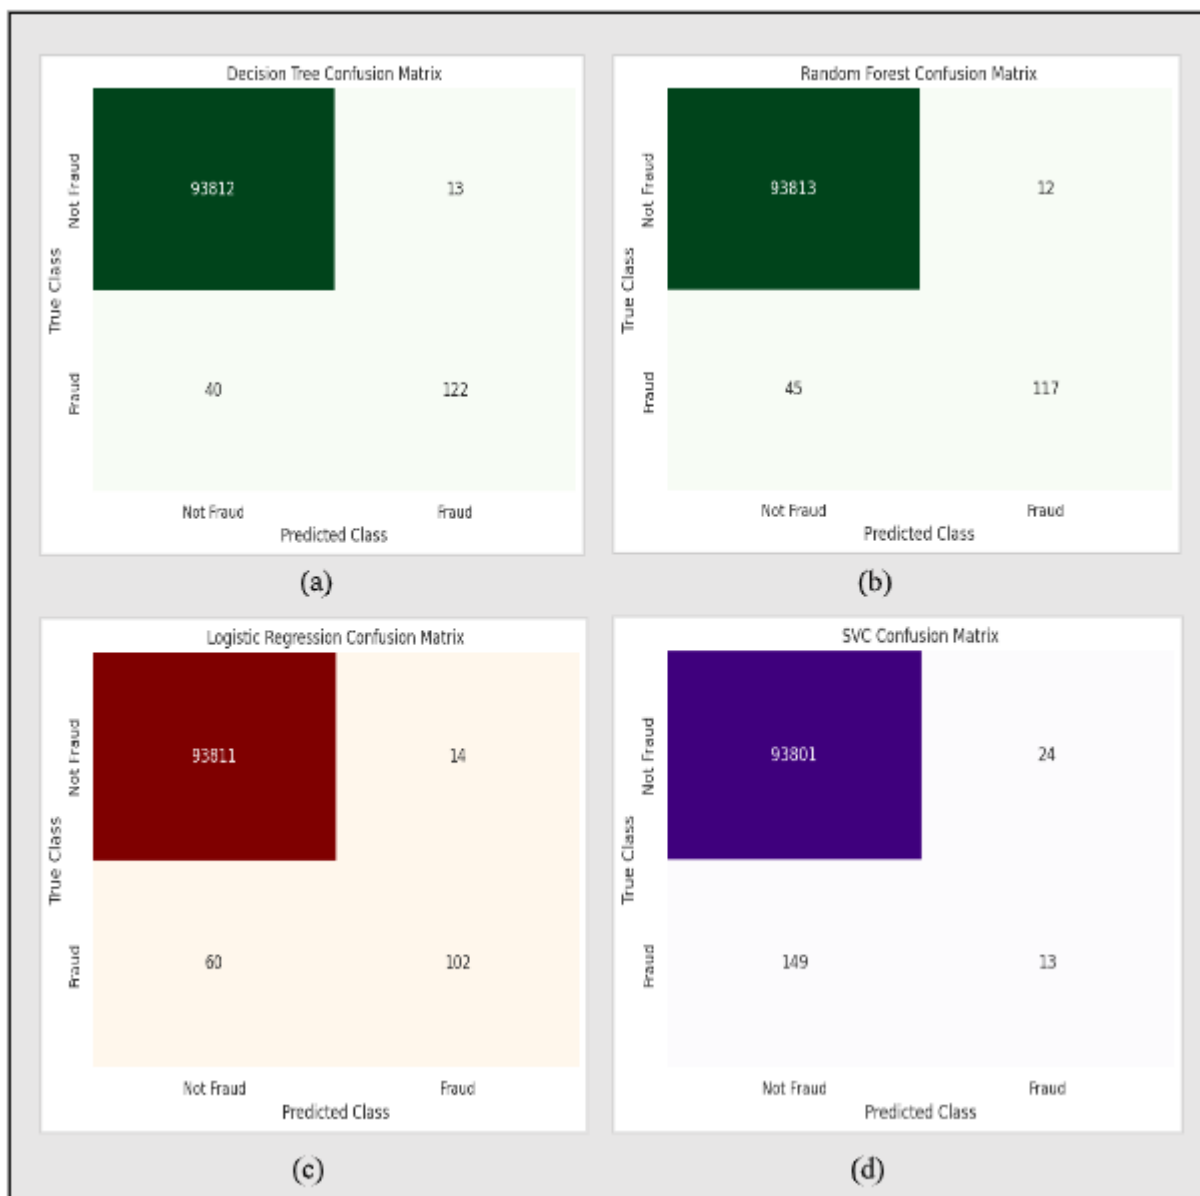 Decision Tree Confusion Matrix
Not Fraud
93812
13
True Class
Fraud
40
122
Not Fraud
Fraud
Predicted Class
(a)
Random Forest Confusion Matrix
Not Fraud
93813
12
True Class
Fraud
45
117
Not Fraud
Fraud
Predicted Class
(b)
Logistic Regression Confusion Matrix
Not Fraud
93811
14
True Class
Fraud
60
102
Not Fraud
Fraud
Predicted Class
(c)
SVC Confusion Matrix
Not Fraud
93801
24
True Class
Fraud
149
13
Not Fraud
Fraud
Predicted Class
(d)